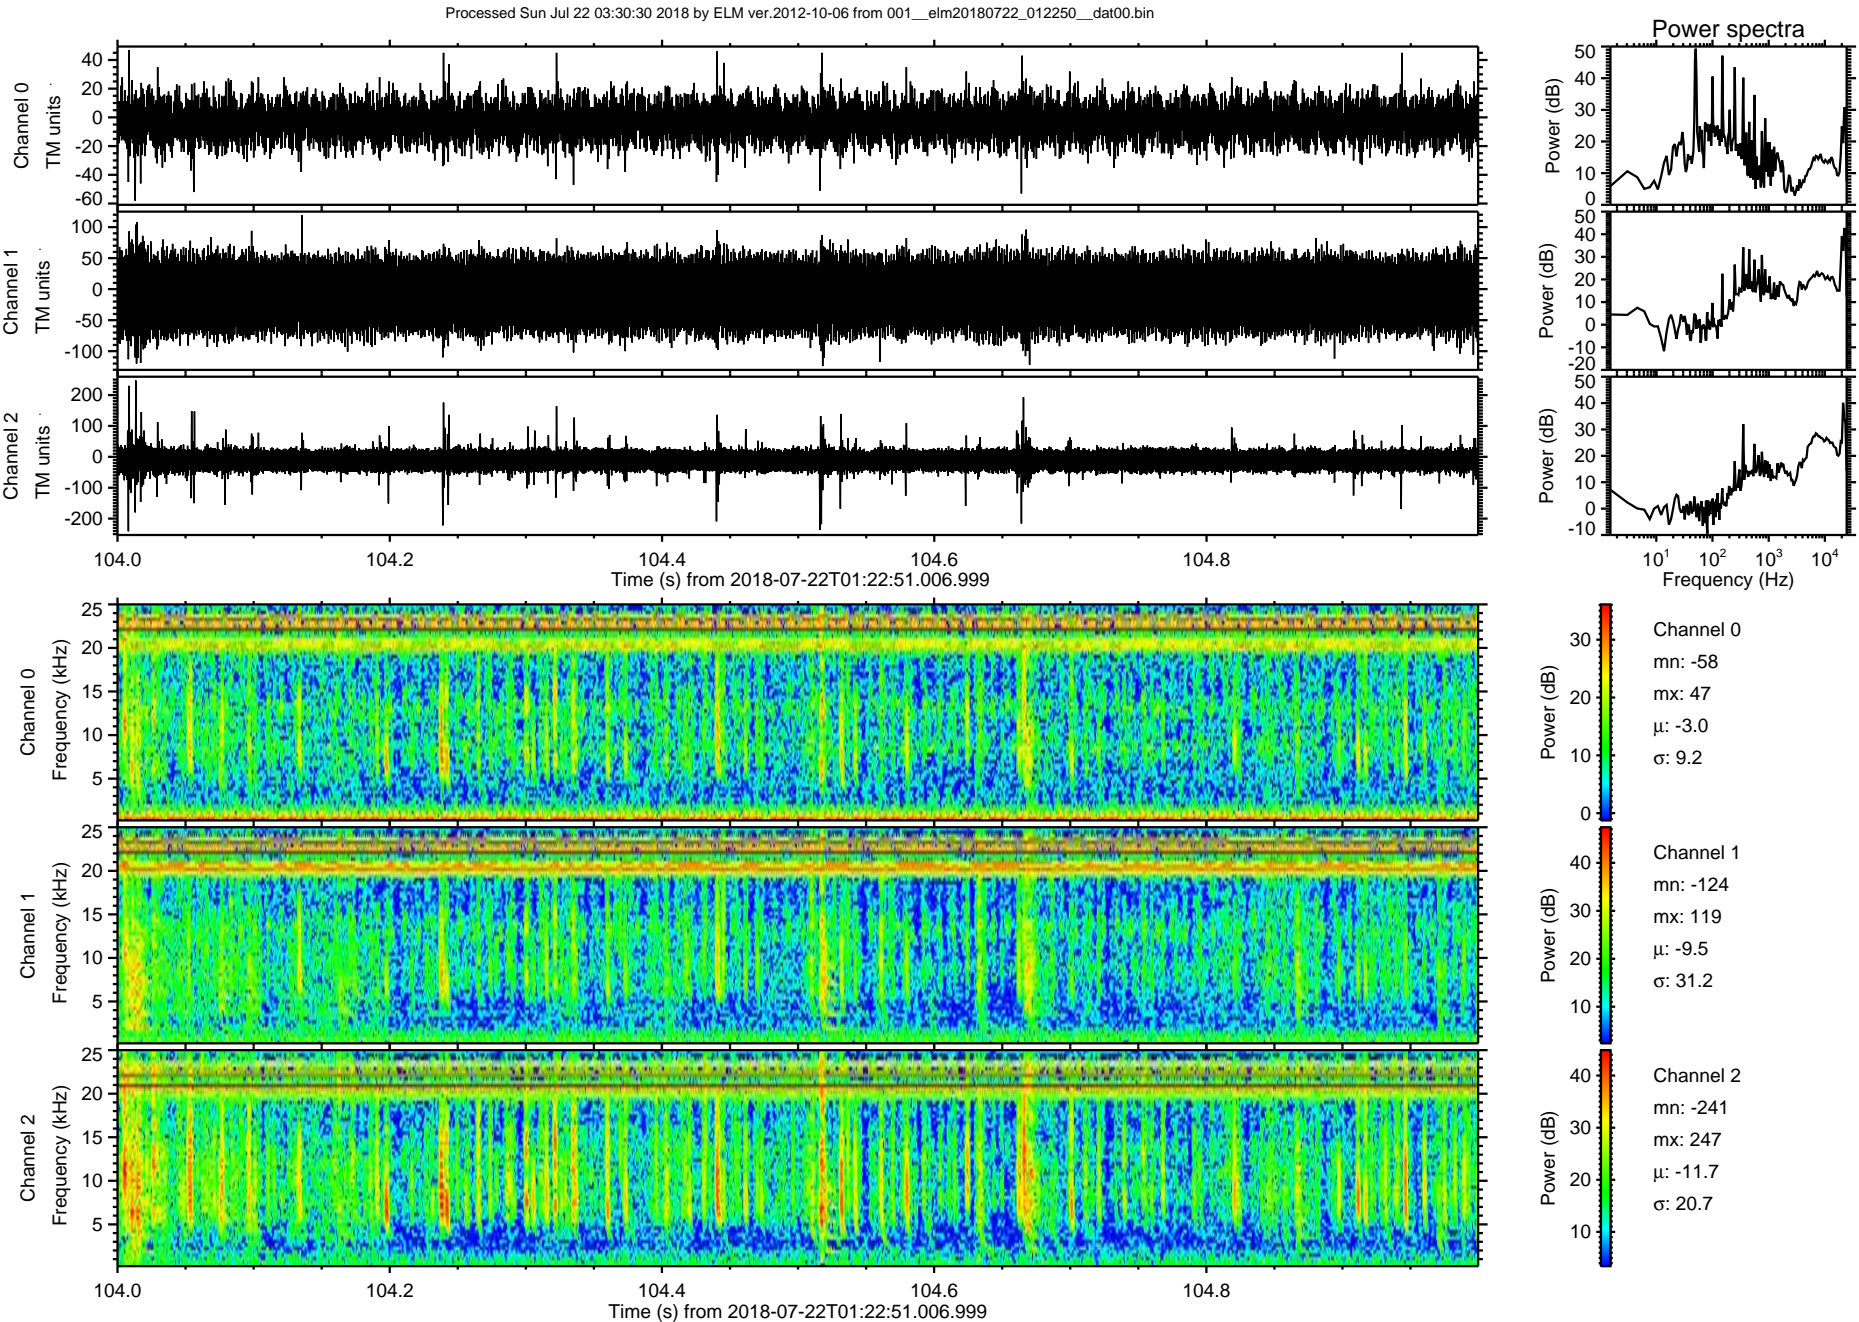 Processed Sun Jul 22 03:30:30 2018 by ELM ver.2012-10-06 from 001__elm20180722_012250__dat00.bin
Power spectra
Channel 0
TM units
40
20
0
-20
-40
-60
Power (dB)
50
40
30
20
10
0
Channel 1
TM units
100
50
0
-50
-100
Power (dB)
50
40
30
20
10
0
-10
-20
Channel 2
TM units
200
100
0
-100
-200
Power (dB)
50
40
30
20
10
0
-10
104.0 104.2 104.4 104.6 104.8
Time (s) from 2018-07-22T01:22:51.006.999
10¹ 10² 10³ 10⁴
Frequency (Hz)
Channel 0
Frequency (kHz)
25
20
15
10
5
Power (dB)
30
20
10
0
Channel 0
mn: -58
mx: 47
μ: -3.0
σ: 9.2
Channel 1
Frequency (kHz)
25
20
15
10
5
Power (dB)
40
30
20
10
Channel 1
mn: -124
mx: 119
μ: -9.5
σ: 31.2
Channel 2
Frequency (kHz)
25
20
15
10
5
Power (dB)
40
30
20
10
Channel 2
mn: -241
mx: 247
μ: -11.7
σ: 20.7
104.0 104.2 104.4 104.6 104.8
Time (s) from 2018-07-22T01:22:51.006.999